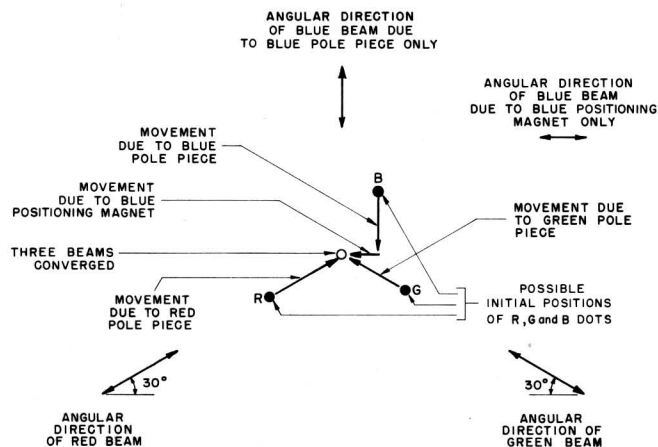 ANGULAR DIRECTION
OF BLUE BEAM DUE
TO BLUE POLE PIECE ONLY
ANGULAR DIRECTION
OF BLUE BEAM
DUE TO BLUE POSITIONING
MAGNET ONLY
MOVEMENT
DUE TO BLUE
POLE PIECE
B
MOVEMENT
DUE TO BLUE
POSITIONING MAGNET
MOVEMENT DUE
TO GREEN POLE
PIECE
THREE BEAMS
CONVERGED
MOVEMENT
DUE TO RED
POLE PIECE
R
G
POSSIBLE
INITIAL POSITIONS
OF R,G and B DOTS
30°
30°
ANGULAR
DIRECTION
OF RED BEAM
ANGULAR
DIRECTION OF
GREEN BEAM